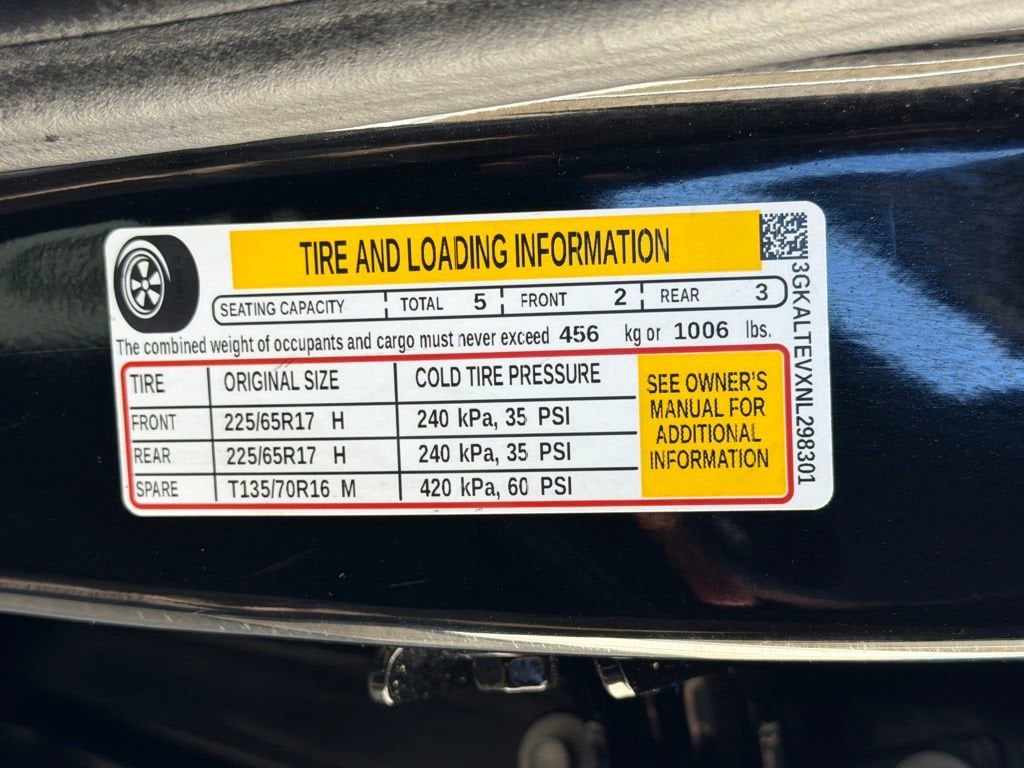 TIRE AND LOADING INFORMATION
SEATING CAPACITY TOTAL 5 FRONT 2 REAR 3
The combined weight of occupants and cargo must never exceed 456 kg or 1006 lbs.
TIRE ORIGINAL SIZE COLD TIRE PRESSURE
FRONT 225/65R17 H 240 kPa, 35 PSI
REAR 225/65R17 H 240 kPa, 35 PSI
SPARE T135/70R16 M 420 kPa, 60 PSI
SEE OWNER'S
MANUAL FOR
ADDITIONAL
INFORMATION
3GKALTEVXNL298301